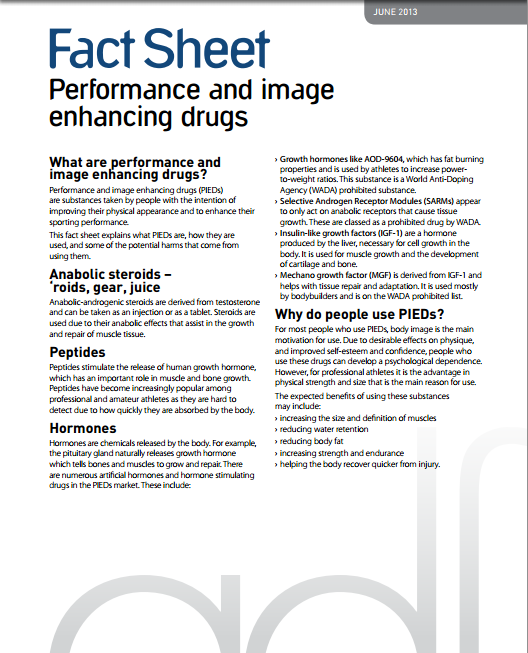 JUNE 2013
Fact Sheet
Performance and image
enhancing drugs
What are performance and
image enhancing drugs?
Performance and image enhancing drugs (PIEDs)
are substances taken by people with the intention of
improving their physical appearance and to enhance their
sporting performance.
This fact sheet explains what PIEDs are, how they are
used, and some of the potential harms that come from
using them.
Anabolic steroids –
‘roids, gear, juice
Anabolic-androgenic steroids are derived from testosterone
and can be taken as an injection or as a tablet. Steroids are
used due to their anabolic effects that assist in the growth
and repair of muscle tissue.
Peptides
Peptides stimulate the release of human growth hormone,
which has an important role in muscle and bone growth.
Peptides have become increasingly popular among
professional and amateur athletes as they are hard to
detect due to how quickly they are absorbed by the body.
Hormones
Hormones are chemicals released by the body. For example,
the pituitary gland naturally releases growth hormone
which tells bones and muscles to grow and repair. There
are numerous artificial hormones and hormone stimulating
drugs in the PIEDs market. These include:
› Growth hormones like AOD-9604, which has fat burning
properties and is used by athletes to increase power-
to-weight ratios. This substance is a World Anti-Doping
Agency (WADA) prohibited substance.
› Selective Androgen Receptor Modules (SARMs) appear
to only act on anabolic receptors that cause tissue
growth. These are classed as a prohibited drug by WADA.
› Insulin-like growth factors (IGF-1) are a hormone
produced by the liver, necessary for cell growth in the
body. It is used for muscle growth and the development
of cartilage and bone.
› Mechano growth factor (MGF) is derived from IGF-1 and
helps with tissue repair and adaptation. It is used mostly
by bodybuilders and is on the WADA prohibited list.
Why do people use PIEDs?
For most people who use PIEDs, body image is the main
motivation for use. Due to desirable effects on physique,
and improved self-esteem and confidence, people who
use these drugs can develop a psychological dependence.
However, for professional athletes it is the advantage in
physical strength and size that is the main reason for use.
The expected benefits of using these substances
may include:
› increasing the size and definition of muscles
› reducing water retention
› reducing body fat
› increasing strength and endurance
› helping the body recover quicker from injury.
adf